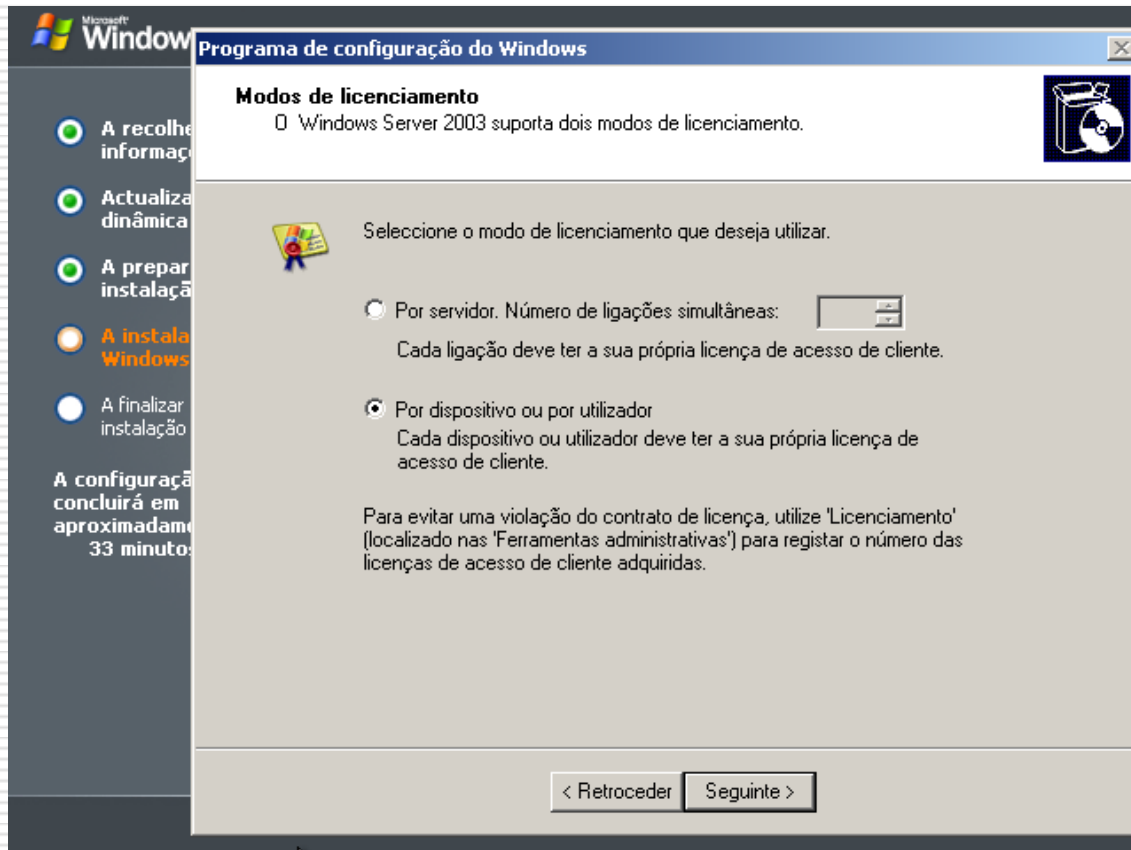 Microsoft
Window
Programa de configuração do Windows
Modos de licenciamento
O Windows Server 2003 suporta dois modos de licenciamento.
A recolhe
informaç
Actualiza
dinâmica
A prepar
instalaçã
A instala
Windows
A finalizar
instalação
A configuraçã
concluirá em
aproximadam
33 minuto
Seleccione o modo de licenciamento que deseja utilizar.
Por servidor. Número de ligações simultâneas:
Cada ligação deve ter a sua própria licença de acesso de cliente.
Por dispositivo ou por utilizador
Cada dispositivo ou utilizador deve ter a sua própria licença de
acesso de cliente.
Para evitar uma violação do contrato de licença, utilize 'Licenciamento'
(localizado nas 'Ferramentas administrativas') para registar o número das
licenças de acesso de cliente adquiridas.
< Retroceder
Seguinte >